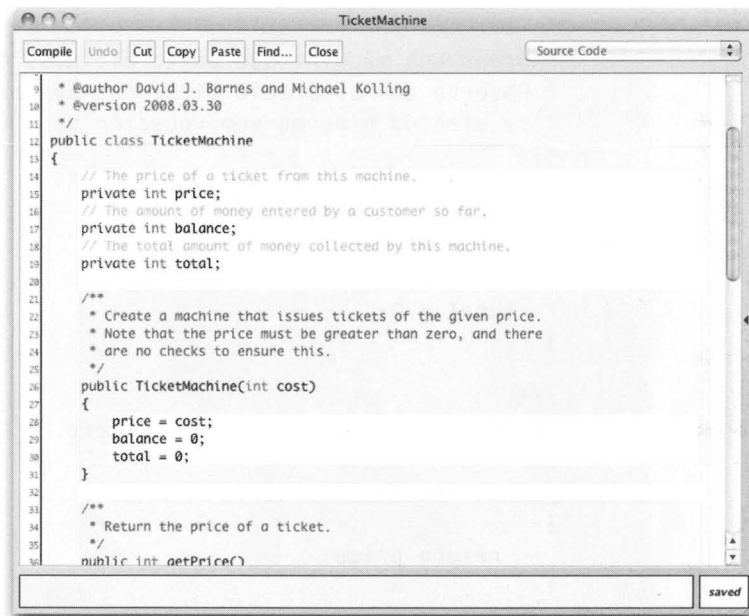 TicketMachine
Compile Undo Cut Copy Paste Find... Close Source Code
9 * @author David J. Barnes and Michael Kolling
10 * @version 2008.03.30
11 */
12 public class TicketMachine
13 {
14 // The price of a ticket from this machine.
15 private int price;
16 // The amount of money entered by a customer so far.
17 private int balance;
18 // The total amount of money collected by this machine.
19 private int total;
20
21 /**
22 * Create a machine that issues tickets of the given price.
23 * Note that the price must be greater than zero, and there
24 * are no checks to ensure this.
25 */
26 public TicketMachine(int cost)
27 {
28 price = cost;
29 balance = 0;
30 total = 0;
31 }
32
33 /**
34 * Return the price of a ticket.
35 */
36 public int getPrice()
saved